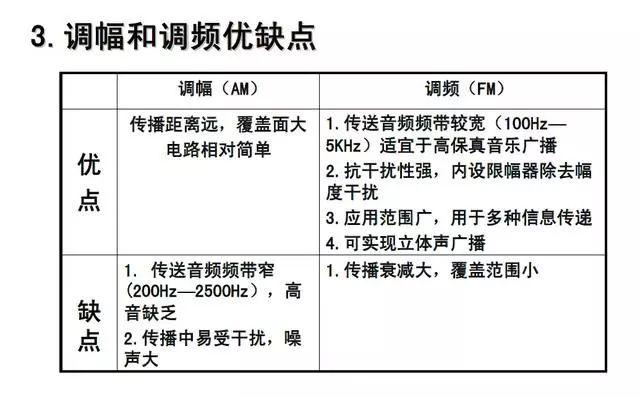 3. 调幅和调频优缺点
调幅（AM）
调频（FM）
优点
传播距离远，覆盖面大
电路相对简单
1. 传送音频频带较宽（100Hz—
5KHz）适宜于高保真音乐广播
2. 抗干扰性强，内设限幅器除去幅
度干扰
3. 应用范围广，用于多种信息传递
4. 可实现立体声广播
缺点
1. 传送音频频带窄
(200Hz—2500Hz），高
音缺乏
2. 传播中易受干扰，噪
声大
1. 传播衰减大，覆盖范围小